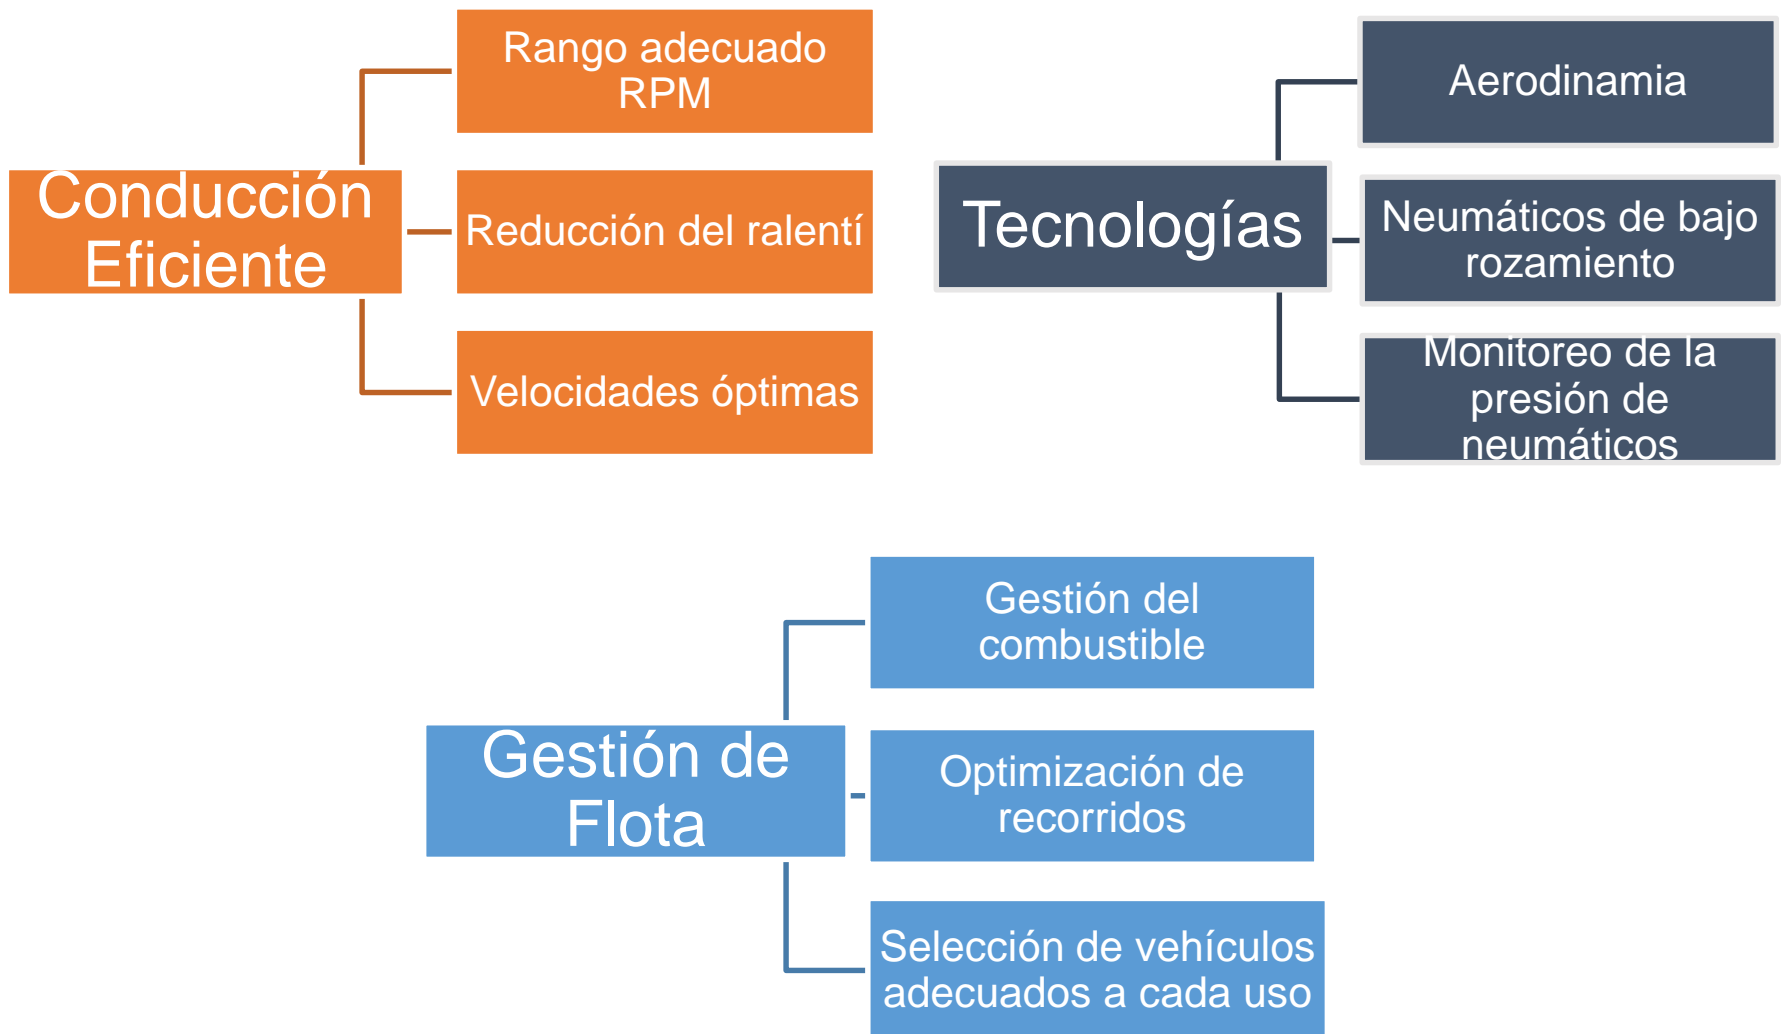 Conducción
Eficiente
Rango adecuado
RPM
Reducción del ralentí
Velocidades óptimas
Tecnologías
Aerodinamia
Neumáticos de bajo
rozamiento
Monitoreo de la
presión de
neumáticos
Gestión de
Flota
Gestión del
combustible
Optimización de
recorridos
Selección de vehículos
adecuados a cada uso